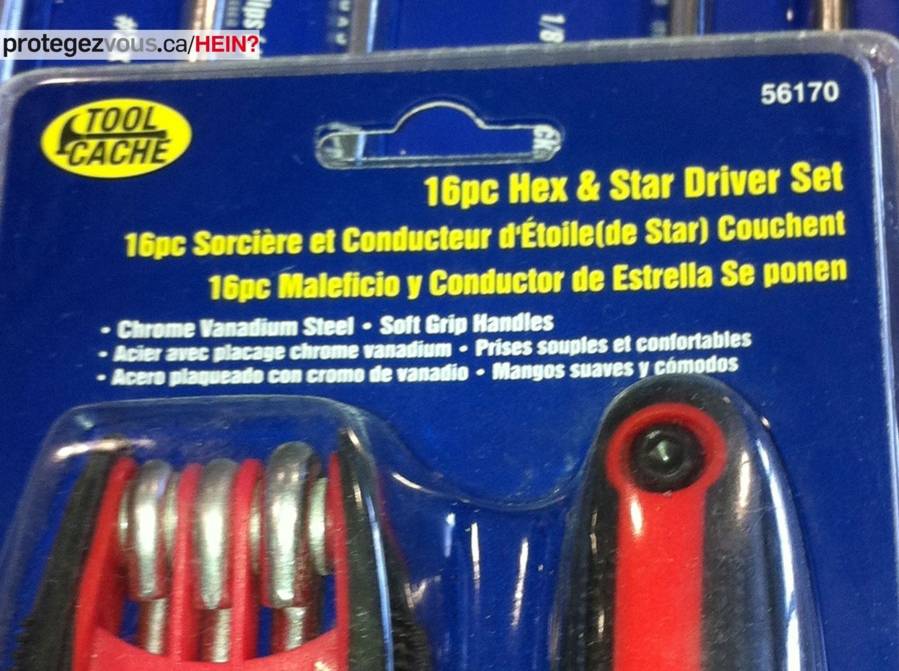 1/8
protegezvous.ca/HEIN?
56170
TOOL
CACHE
16pc Hex & Star Driver Set
16pc Sorcière et Conducteur d'Étoile(de Star) Couchent
16pc Maleficio y Conductor de Estrella Se ponen
• Chrome Vanadium Steel • Soft Grip Handles
• Acier avec placage chrome vanadium • Prises souples et confortables
• Acero plaqueado con cromo de vanadio • Mangos suaves y cómodos